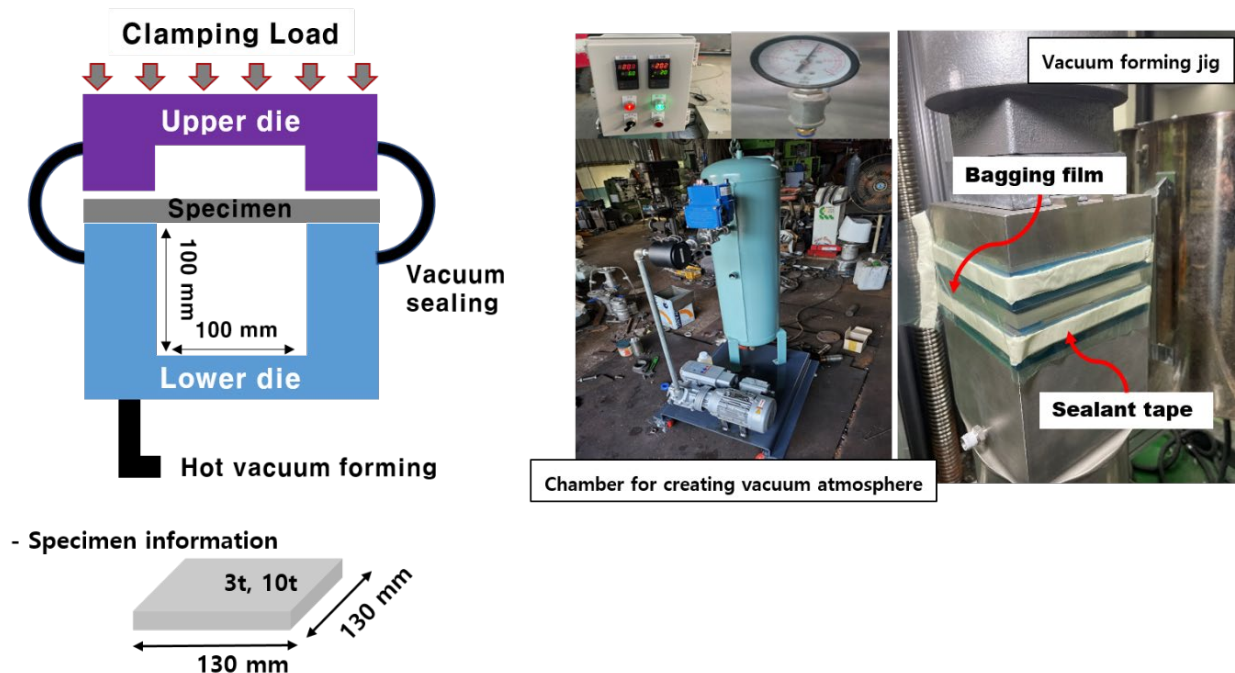 Clamping Load
Upper die
Specimen
100 mm
100 mm
Vacuum
sealing
Lower die
Hot vacuum forming
Chamber for creating vacuum atmosphere
Vacuum forming jig
Bagging film
Sealant tape
- Specimen information
3t, 10t
130 mm
130 mm